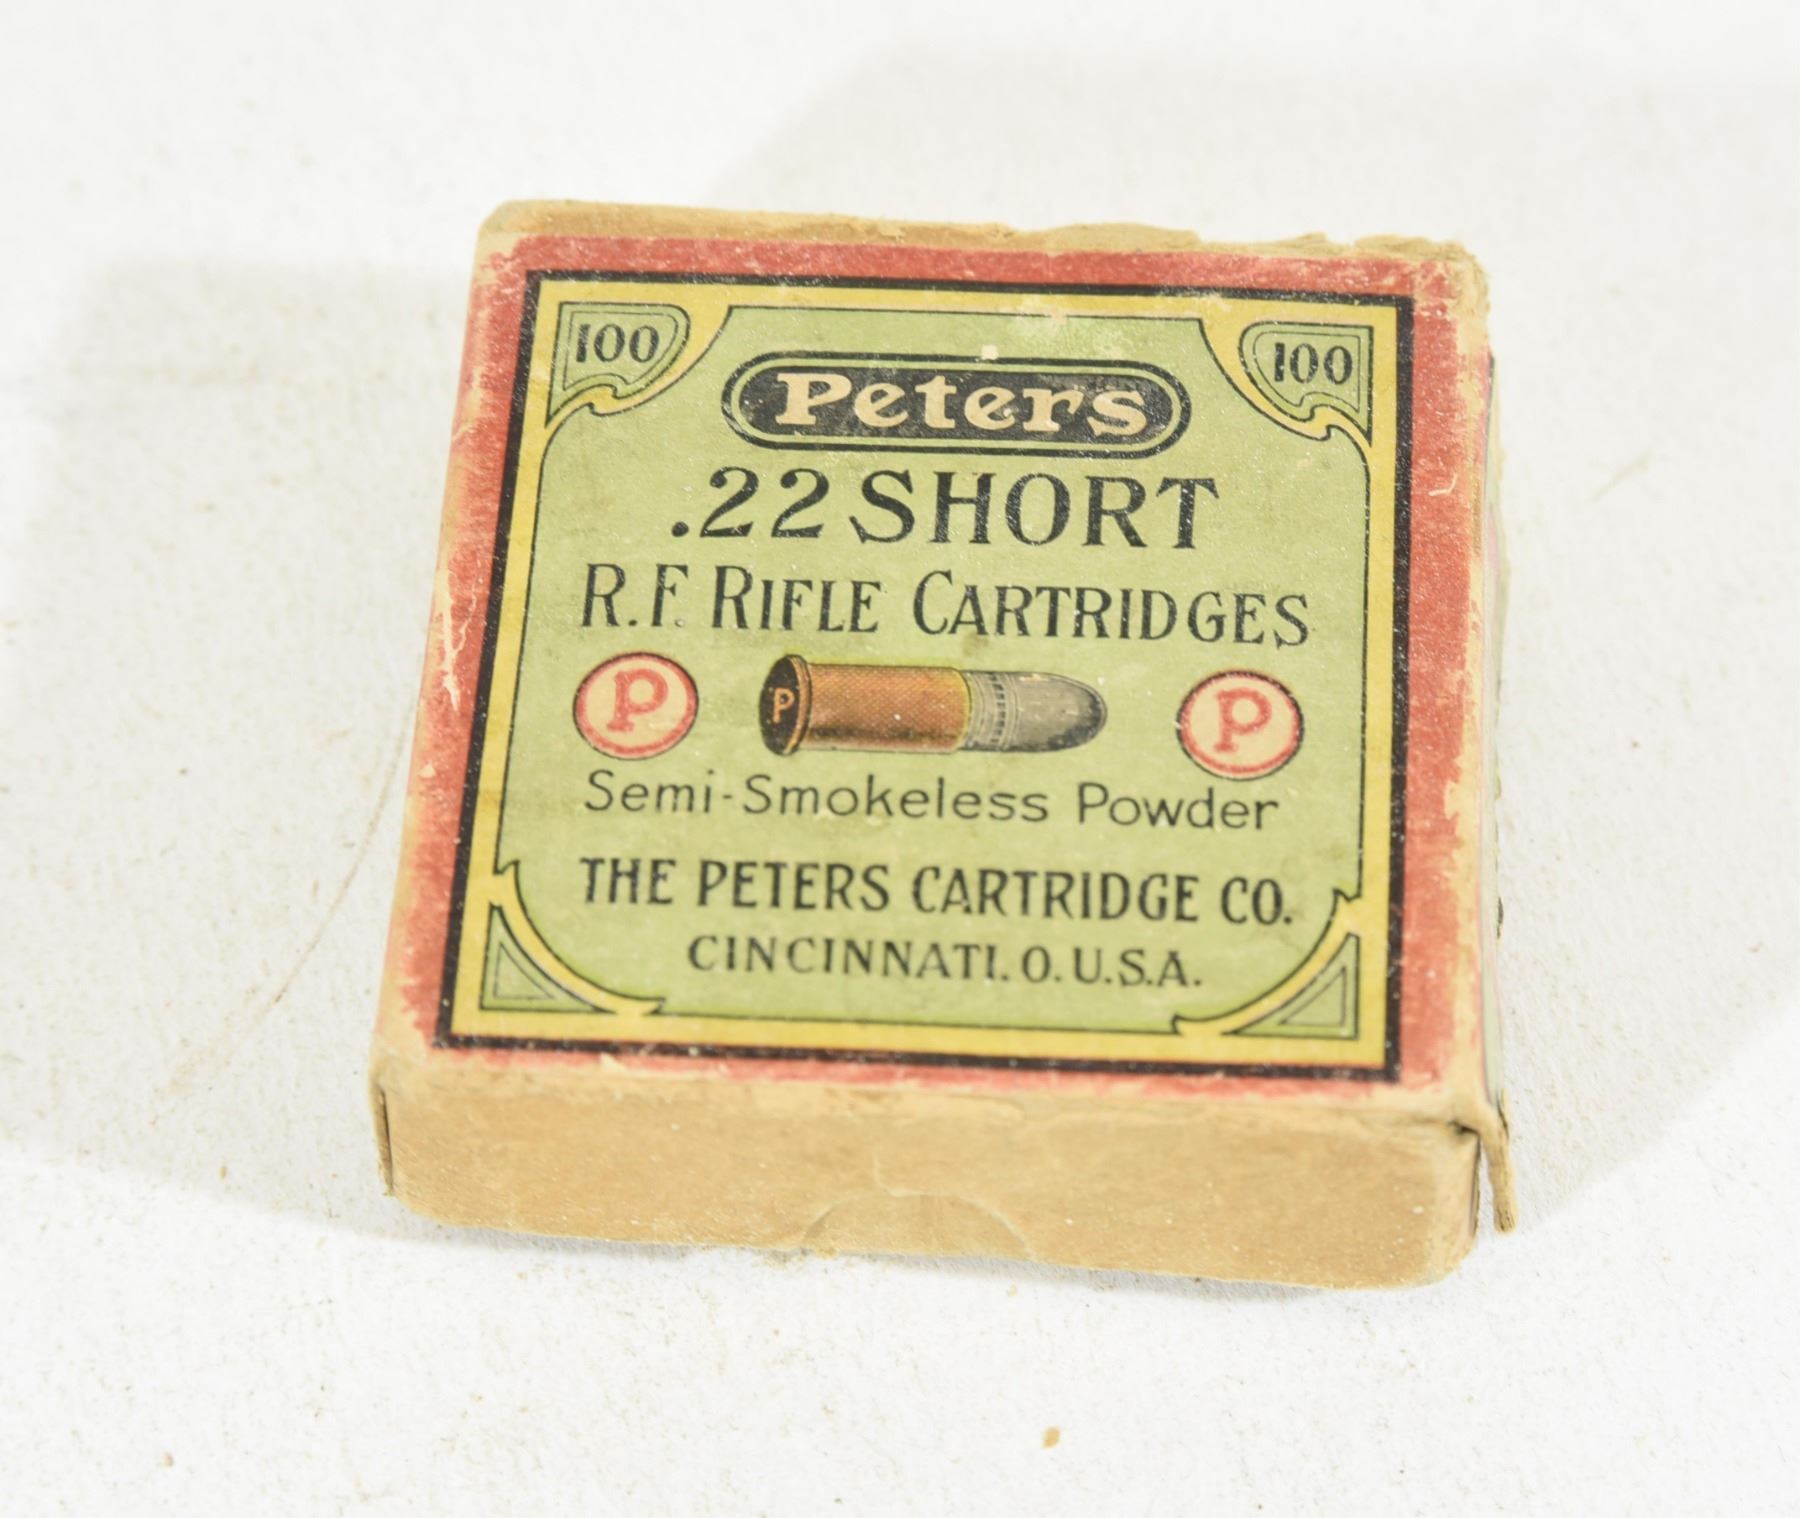 100 100
Peters
.22 SHORT
R.F. RIFLE CARTRIDGES
P P P
Semi-Smokeless Powder
THE PETERS CARTRIDGE CO.
CINCINNATI. O. U.S.A.